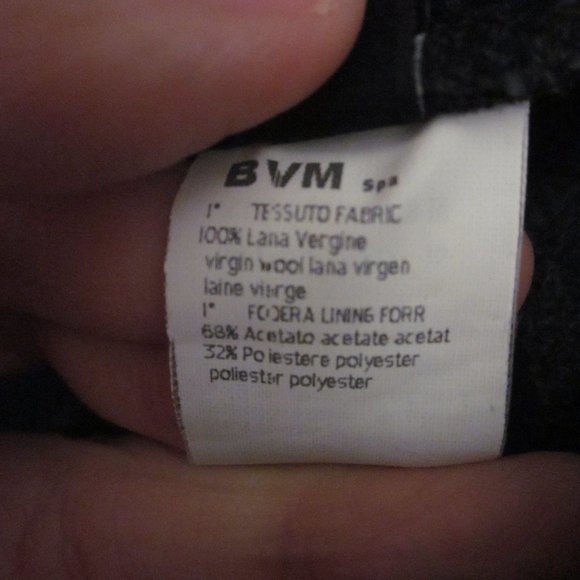 BVM spa
1° TESSUTO FABRIC
100% Lana Vergine
virgin wool lana virgen
laine vierge
1° FODERA LINING FORR
68% Acetato acetate acetat
32% Poliestere polyester
poliester polyester